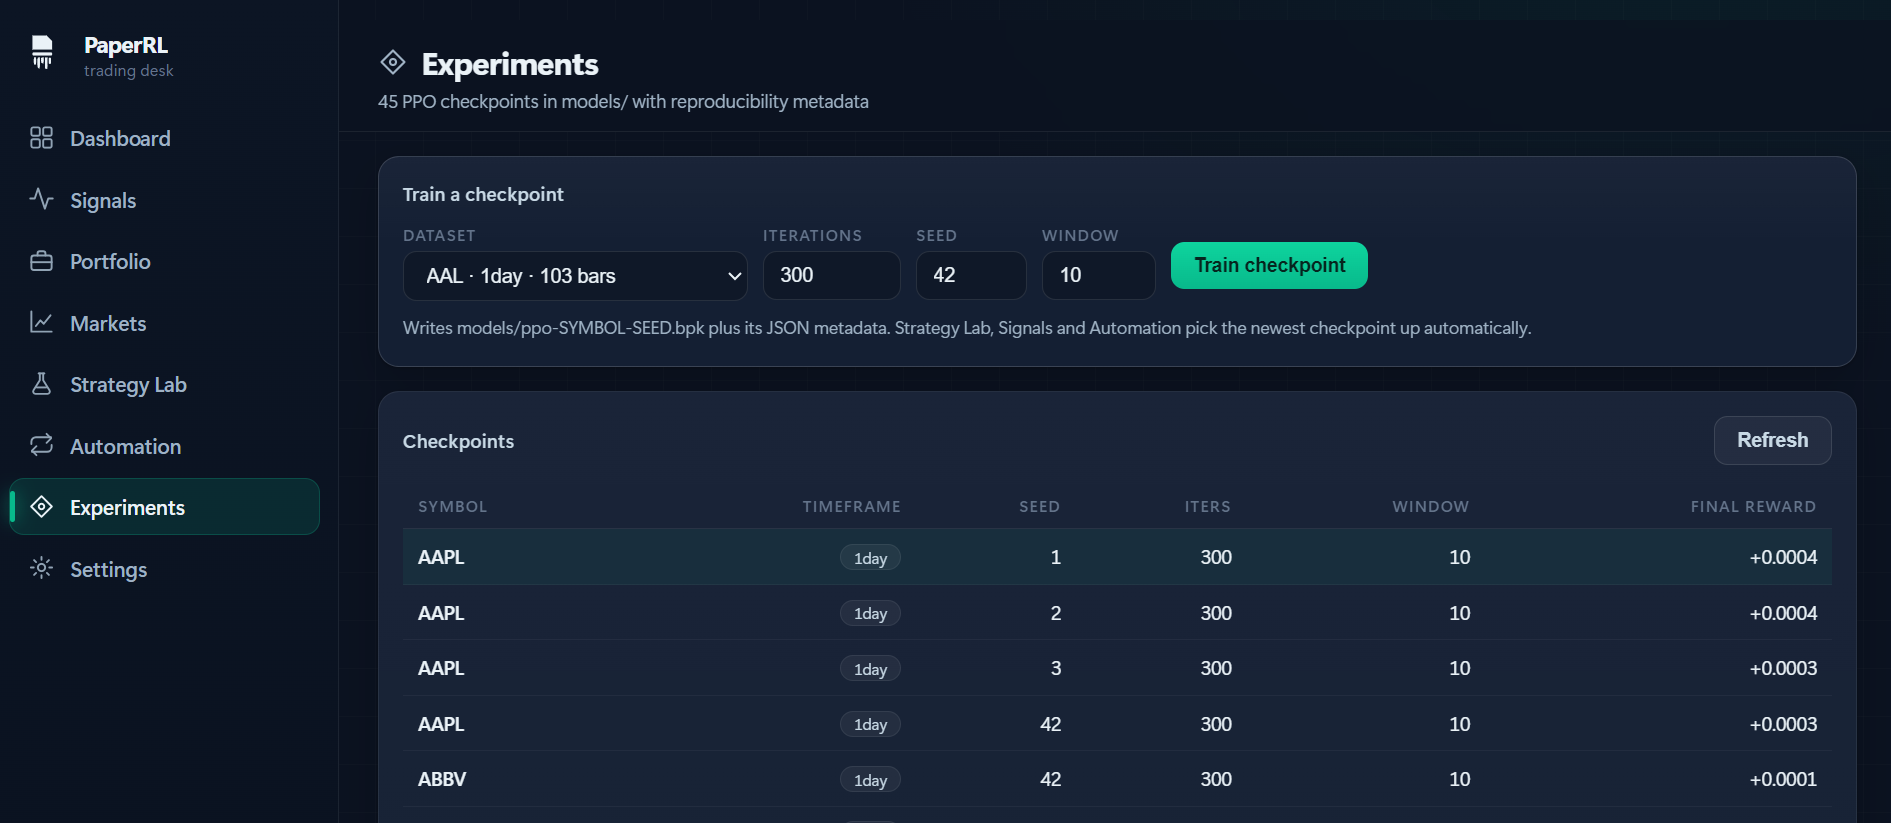 PaperRL
trading desk
Dashboard
Signals
Portfolio
Markets
Strategy Lab
Automation
Experiments
Settings
Experiments
45 PPO checkpoints in models/ with reproducibility metadata
Train a checkpoint
DATASET ITERATIONS SEED WINDOW
AAL · 1day · 103 bars 300 42 10 Train checkpoint
Writes models/ppo-SYMBOL-SEED.bpk plus its JSON metadata. Strategy Lab, Signals and Automation pick the newest checkpoint up automatically.
Checkpoints Refresh
SYMBOL TIMEFRAME SEED ITERS WINDOW FINAL REWARD
AAPL 1day 1 300 10 +0.0004
AAPL 1day 2 300 10 +0.0004
AAPL 1day 3 300 10 +0.0003
AAPL 1day 42 300 10 +0.0003
ABBV 1day 42 300 10 +0.0001